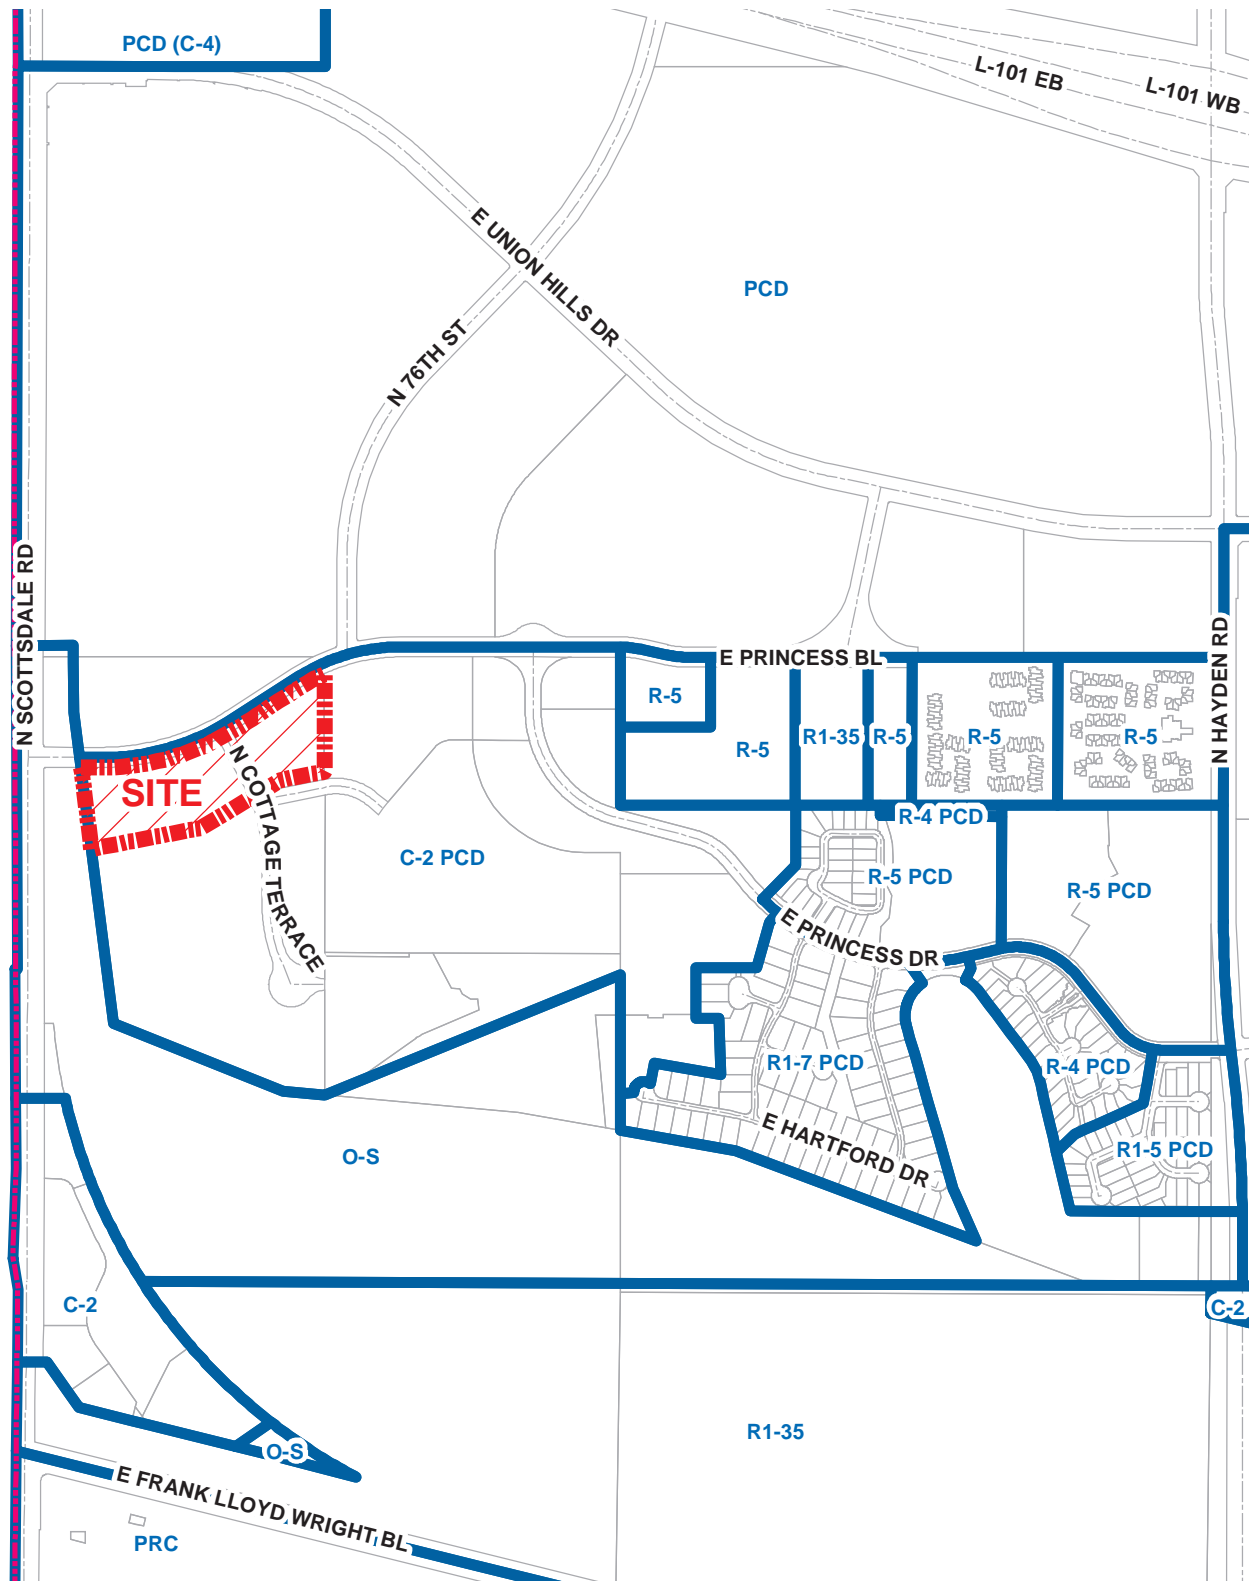 PCD (C-4)
L-101 EB
L-101 WB
E UNION HILLS DR
PCD
N 76TH ST
N SCOTTSDALE RD
E PRINCESS BL
N HAYDEN RD
R-5
R-5
R1-35
R-5
R-5
R-5
SITE
N COTTAGE TERRACE
R-4 PCD
C-2 PCD
R-5 PCD
R-5 PCD
E PRINCESS DR
R1-7 PCD
R-4 PCD
E HARTFORD DR
R1-5 PCD
O-S
C-2
C-2
R1-35
O-S
E FRANK LLOYD WRIGHT BL
PRC